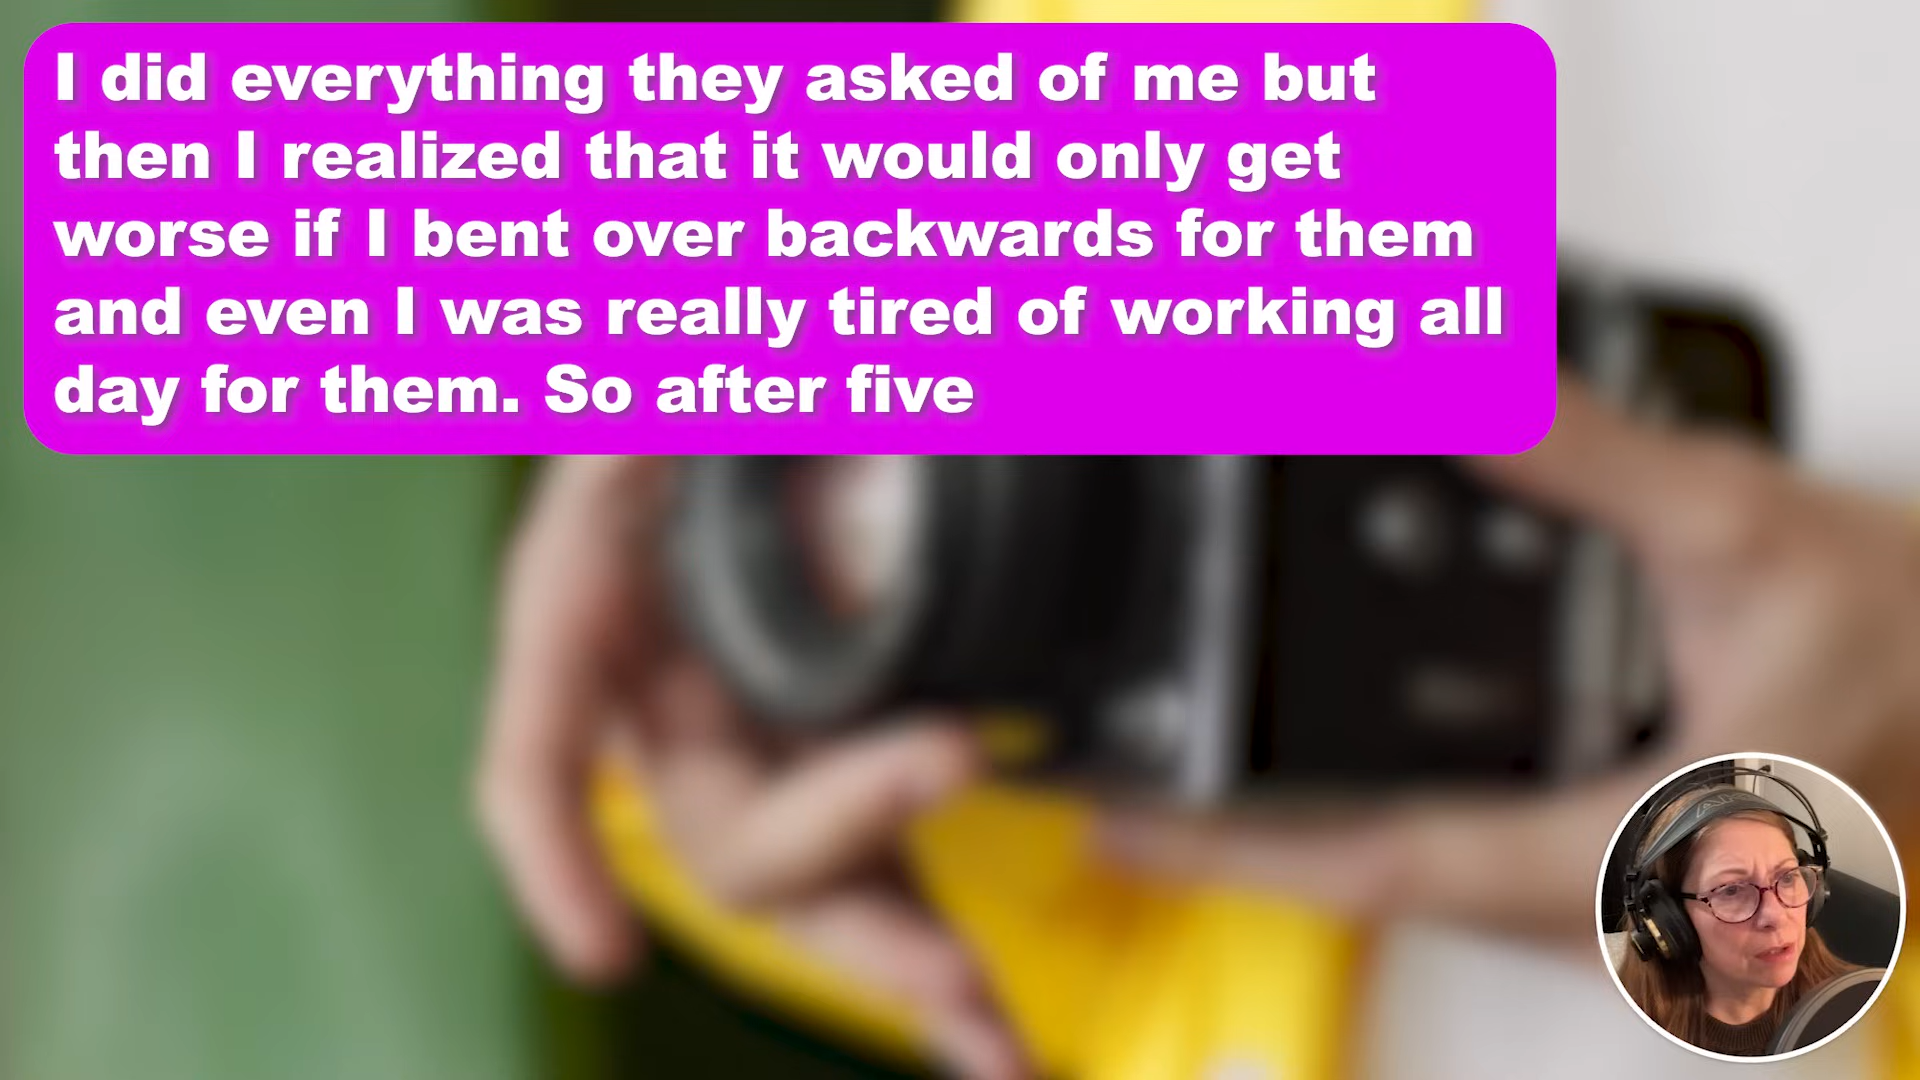 I did everything they asked of me but
then I realized that it would only get
worse if I bent over backwards for them
and even I was really tired of working all
day for them. So after five